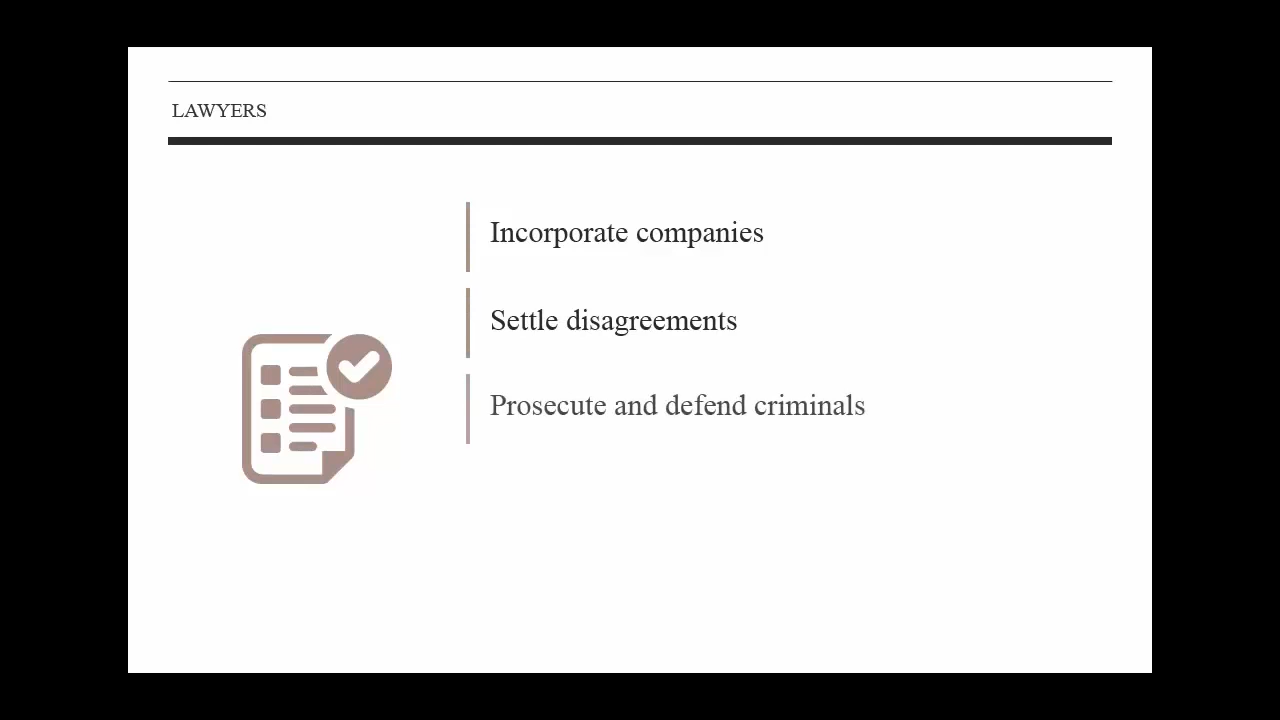 LAWYERS
Incorporate companies
Settle disagreements
Prosecute and defend criminals